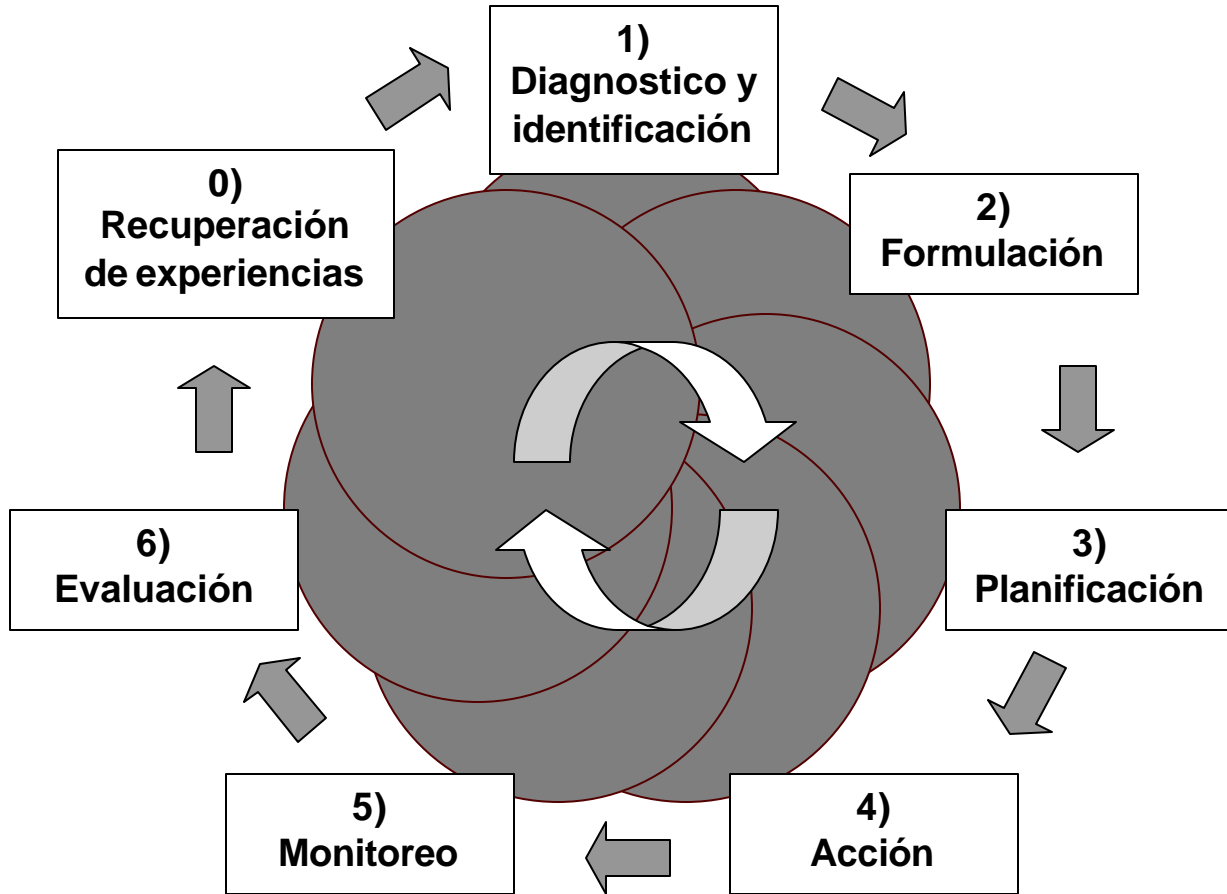 1)
Diagnostico y
identificación
0)
Recuperación
de experiencias
2)
Formulación
6)
Evaluación
3)
Planificación
5)
Monitoreo
4)
Acción